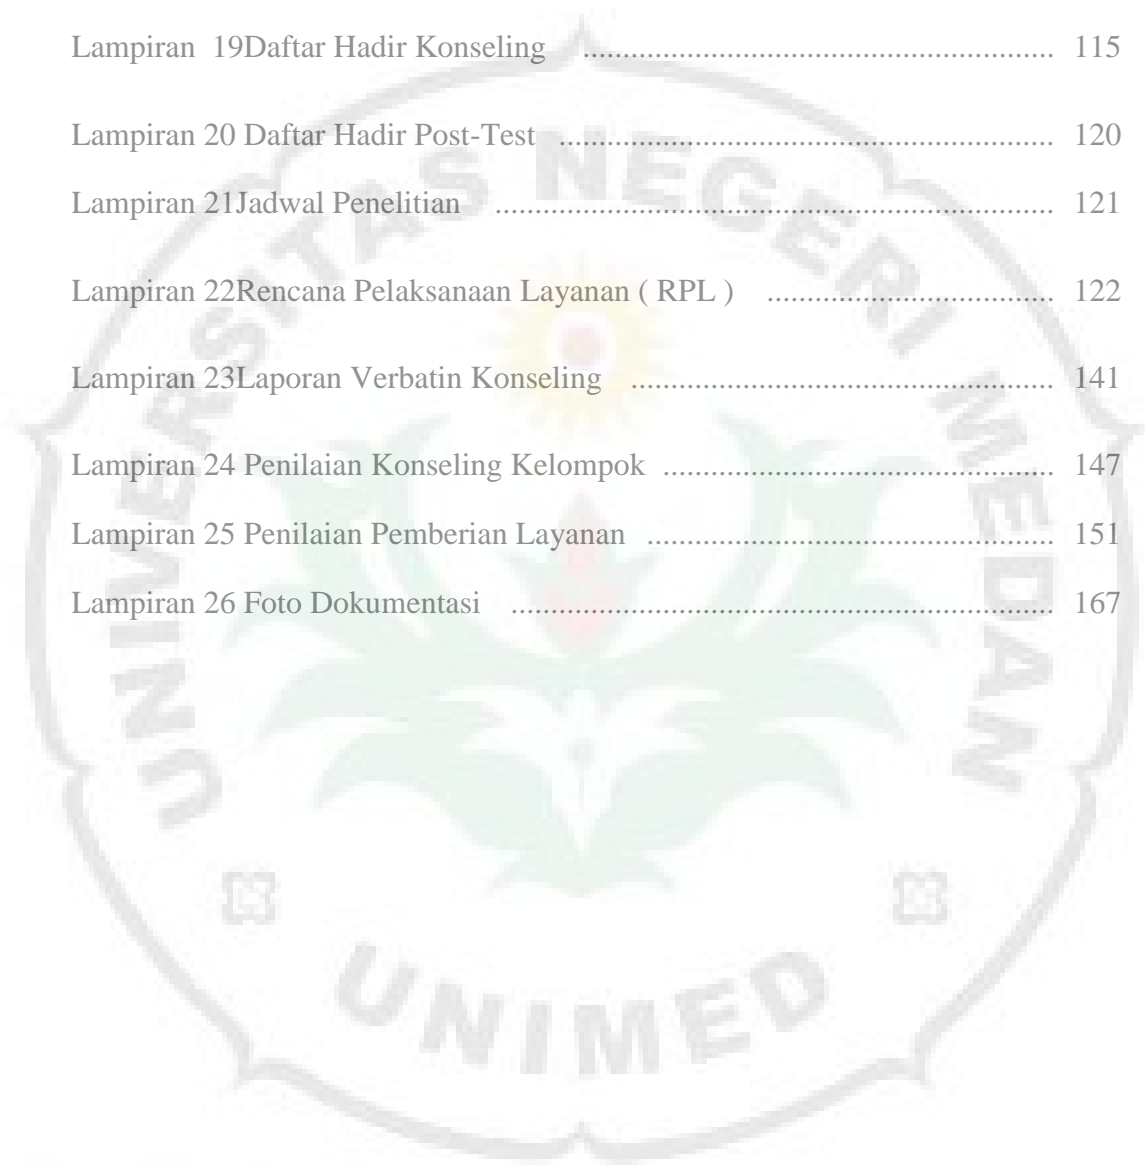 Lampiran  19Daftar Hadir Konseling ........................................................... 115
Lampiran 20 Daftar Hadir Post-Test .............................................................. 120
Lampiran 21Jadwal Penelitian ...................................................................... 121
Lampiran 22Rencana Pelaksanaan Layanan ( RPL ) .................................... 122
Lampiran 23Laporan Verbatin Konseling ..................................................... 141
Lampiran 24 Penilaian Konseling Kelompok ................................................. 147
Lampiran 25 Penilaian Pemberian Layanan ................................................... 151
Lampiran 26 Foto Dokumentasi .................................................................... 167
UNIVERSITAS NEGERI MEDAN
UNIMED